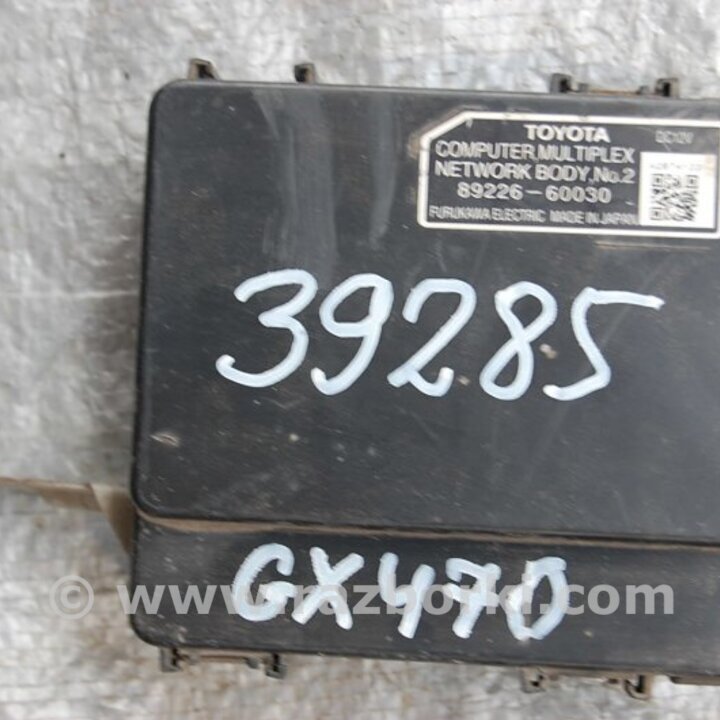 TOYOTA
DC12V
COMPUTER,MULTIPLEX
NETWORK BODY,No.2
89226-60030
FURUKAWA ELECTRIC MADE IN JAPAN
39285
GX470
© www.razborki.com